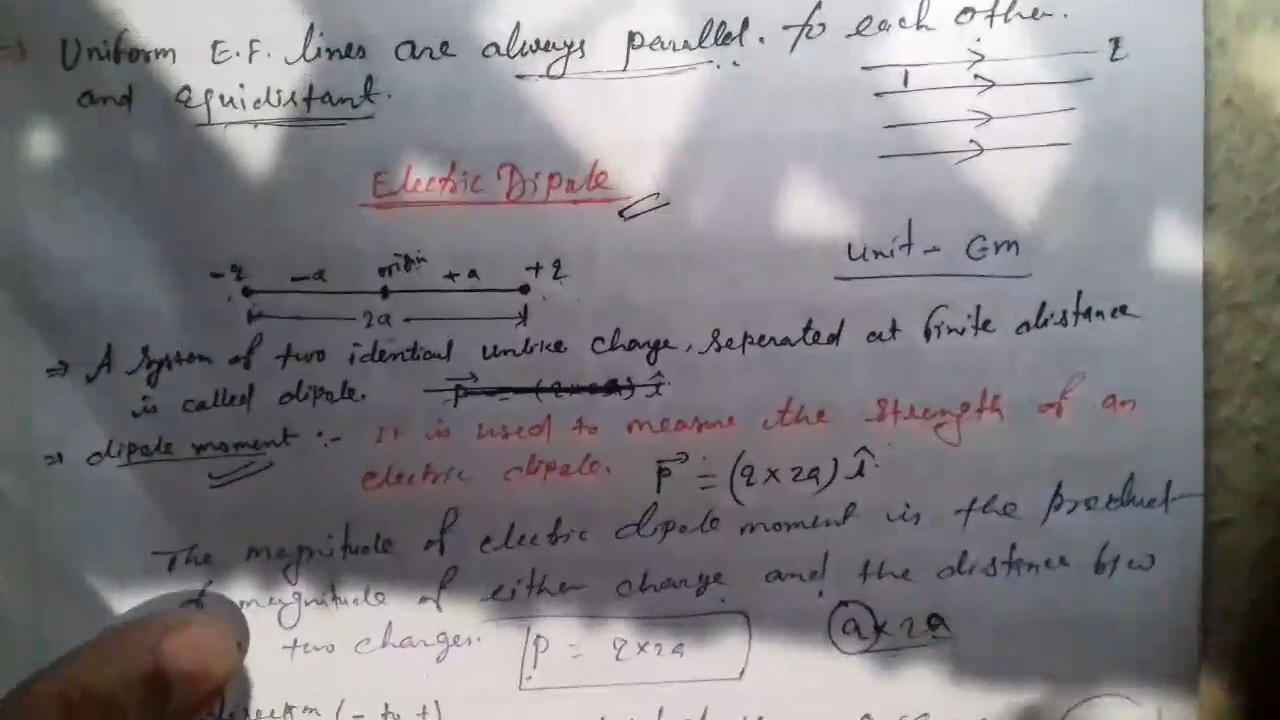 ⇒ Uniform E.F. lines are always parallel. to each other.
and equidistant.
Electric Dipole
Unit - Cm
-q -a origin +a +q
2a
⇒ A system of two identical unlike charge, seperated at finite distance
is called dipole.
⇒ dipole moment :- It is used to measure the strength of an
electric dipole. p⃗ = (q×2a) î
The magnitude of electric dipole moment is the product
of magnitude of either charge and the distance b/w
two charges. p = q×2a
q×2a
direction (- to +)